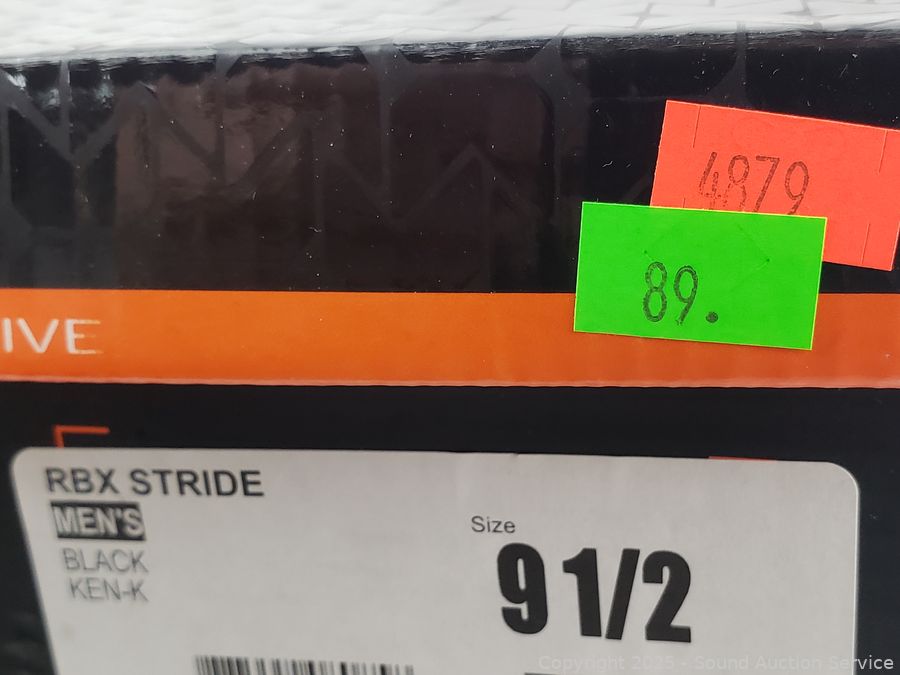 4879
89.
IVE
RBX STRIDE
MEN'S
BLACK
KEN-K
Size
9 1/2
Copyright 2025 - Sound Auction Service